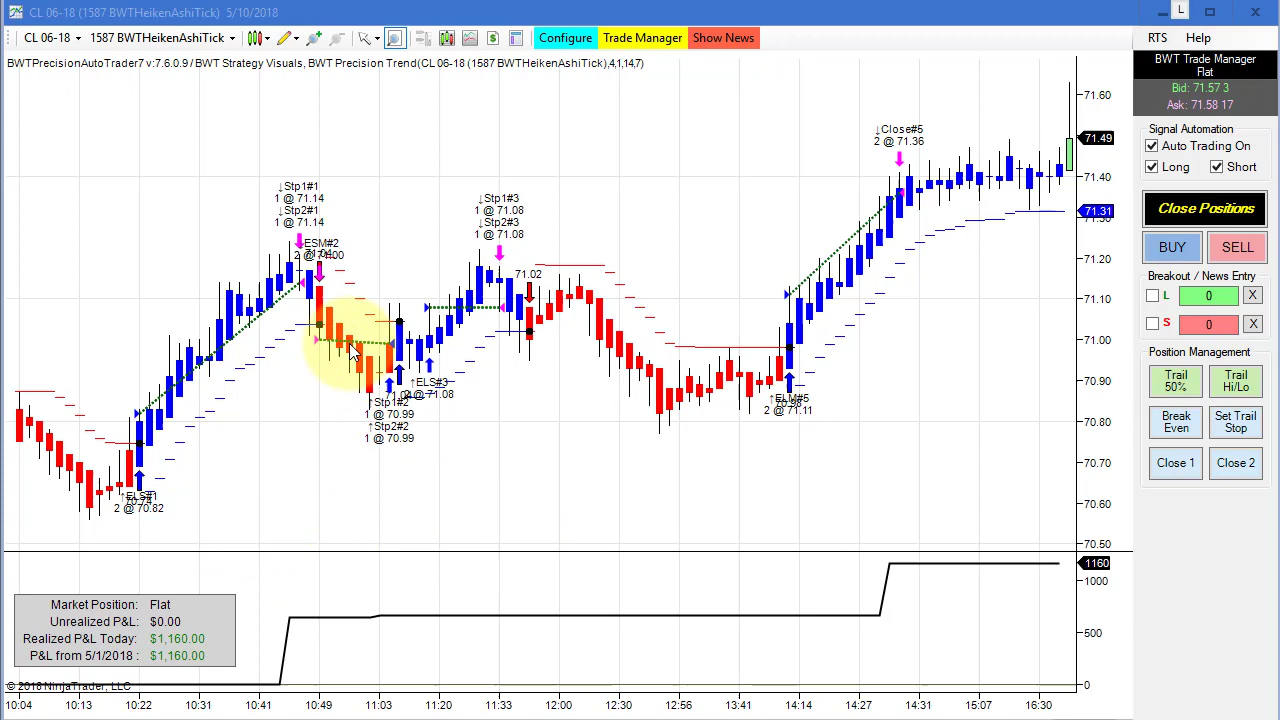 CL 06-18 (1587 BWTHeikenAshiTick)  5/10/2018
L
CL 06-18
1587 BWTHeikenAshiTick
Configure
Trade Manager
Show News
RTS
Help
BWTPrecisionAutoTrader7 v:7.6.0.9 / BWT Strategy Visuals, BWT Precision Trend(CL 06-18 (1587 BWTHeikenAshiTick),4,1,14,7)
BWT Trade Manager
Flat
Bid: 71.57 3
Ask: 71.58 17
Signal Automation
Auto Trading On
Long
Short
Close Positions
BUY
SELL
Breakout / News Entry
L
0
X
S
0
X
Position Management
Trail
50%
Trail
Hi/Lo
Break
Even
Set Trail
Stop
Close 1
Close 2
↓Close#5
2 @ 71.36
↓Stp1#1
1 @ 71.14
↓Stp2#1
1 @ 71.14
↓Stp1#3
1 @ 71.08
↓Stp2#3
1 @ 71.08
71.02
↑ELS#3
2 @ 71.08
↑Stp1#2
1 @ 70.99
↑Stp2#2
1 @ 70.99
↑ELM#5
2 @ 71.11
↑ELS#1
2 @ 70.82
71.60
71.49
71.40
71.31
71.30
71.20
71.10
71.00
70.90
70.80
70.70
70.60
70.50
1160
1000
500
0
Market Position: Flat
Unrealized P&L: $0.00
Realized P&L Today: $1,160.00
P&L from 5/1/2018 : $1,160.00
© 2018 NinjaTrader, LLC
10:04 10:13 10:22 10:31 10:41 10:49 11:03 11:16 11:33 12:00 12:30 12:56 13:41 14:14 14:27 14:31 15:07 16:30